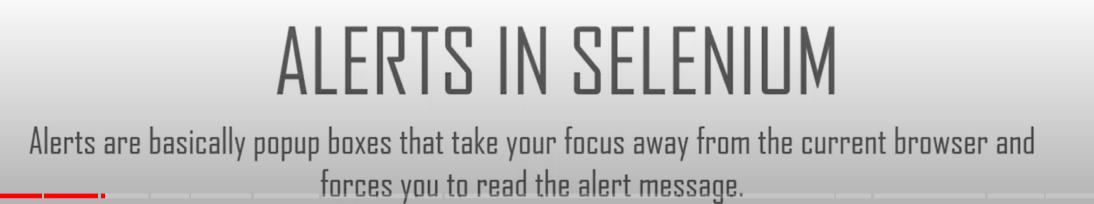 ALERTS IN SELENIUM
Alerts are basically popup boxes that take your focus away from the current browser and
forces you to read the alert message.